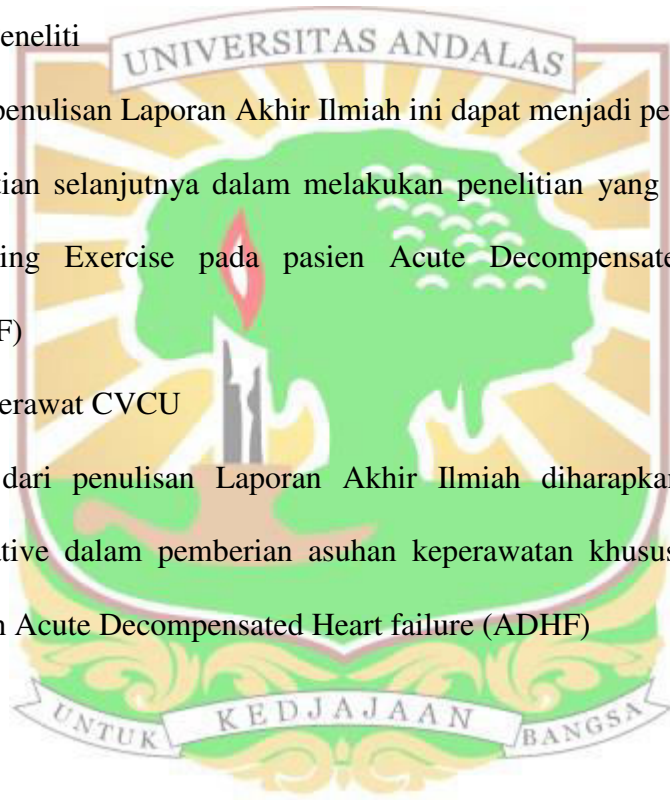 eneliti
UNIVERSITAS ANDALAS
penulisan Laporan Akhir Ilmiah ini dapat menjadi pe
tian selanjutnya dalam melakukan penelitian yang
ing Exercise pada pasien Acute Decompensate
F)
erawat CVCU
dari penulisan Laporan Akhir Ilmiah diharapkan
ative dalam pemberian asuhan keperawatan khusus
n Acute Decompensated Heart failure (ADHF)
UNTUK KEDJAJAAN BANGSA